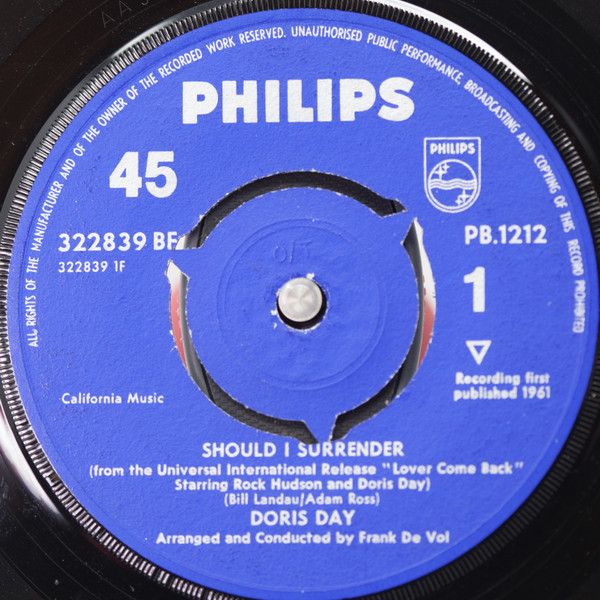 ALL RIGHTS OF THE MANUFACTURER AND OF THE OWNER OF THE RECORDED WORK RESERVED. UNAUTHORISED PUBLIC PERFORMANCE, BROADCASTING AND COPYING OF THIS RECORD PROHIBITED
PHILIPS
45
PHILIPS
322839 BF
PB.1212
322839 1F
1
Recording first
published 1961
California Music
SHOULD I SURRENDER
(from the Universal International Release "Lover Come Back"
Starring Rock Hudson and Doris Day)
(Bill Landau/Adam Ross)
DORIS DAY
Arranged and Conducted by Frank De Vol